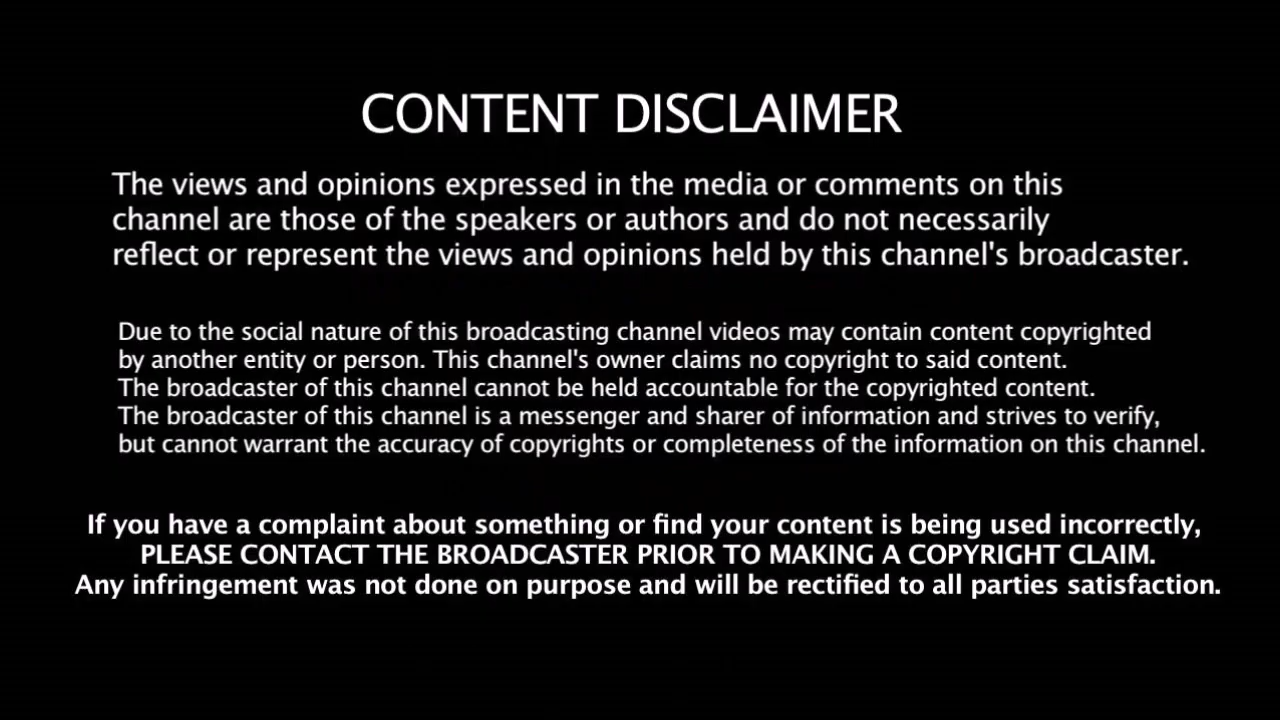 CONTENT DISCLAIMER
The views and opinions expressed in the media or comments on this
channel are those of the speakers or authors and do not necessarily
reflect or represent the views and opinions held by this channel's broadcaster.
Due to the social nature of this broadcasting channel videos may contain content copyrighted
by another entity or person. This channel's owner claims no copyright to said content.
The broadcaster of this channel cannot be held accountable for the copyrighted content.
The broadcaster of this channel is a messenger and sharer of information and strives to verify,
but cannot warrant the accuracy of copyrights or completeness of the information on this channel.
If you have a complaint about something or find your content is being used incorrectly,
PLEASE CONTACT THE BROADCASTER PRIOR TO MAKING A COPYRIGHT CLAIM.
Any infringement was not done on purpose and will be rectified to all parties satisfaction.